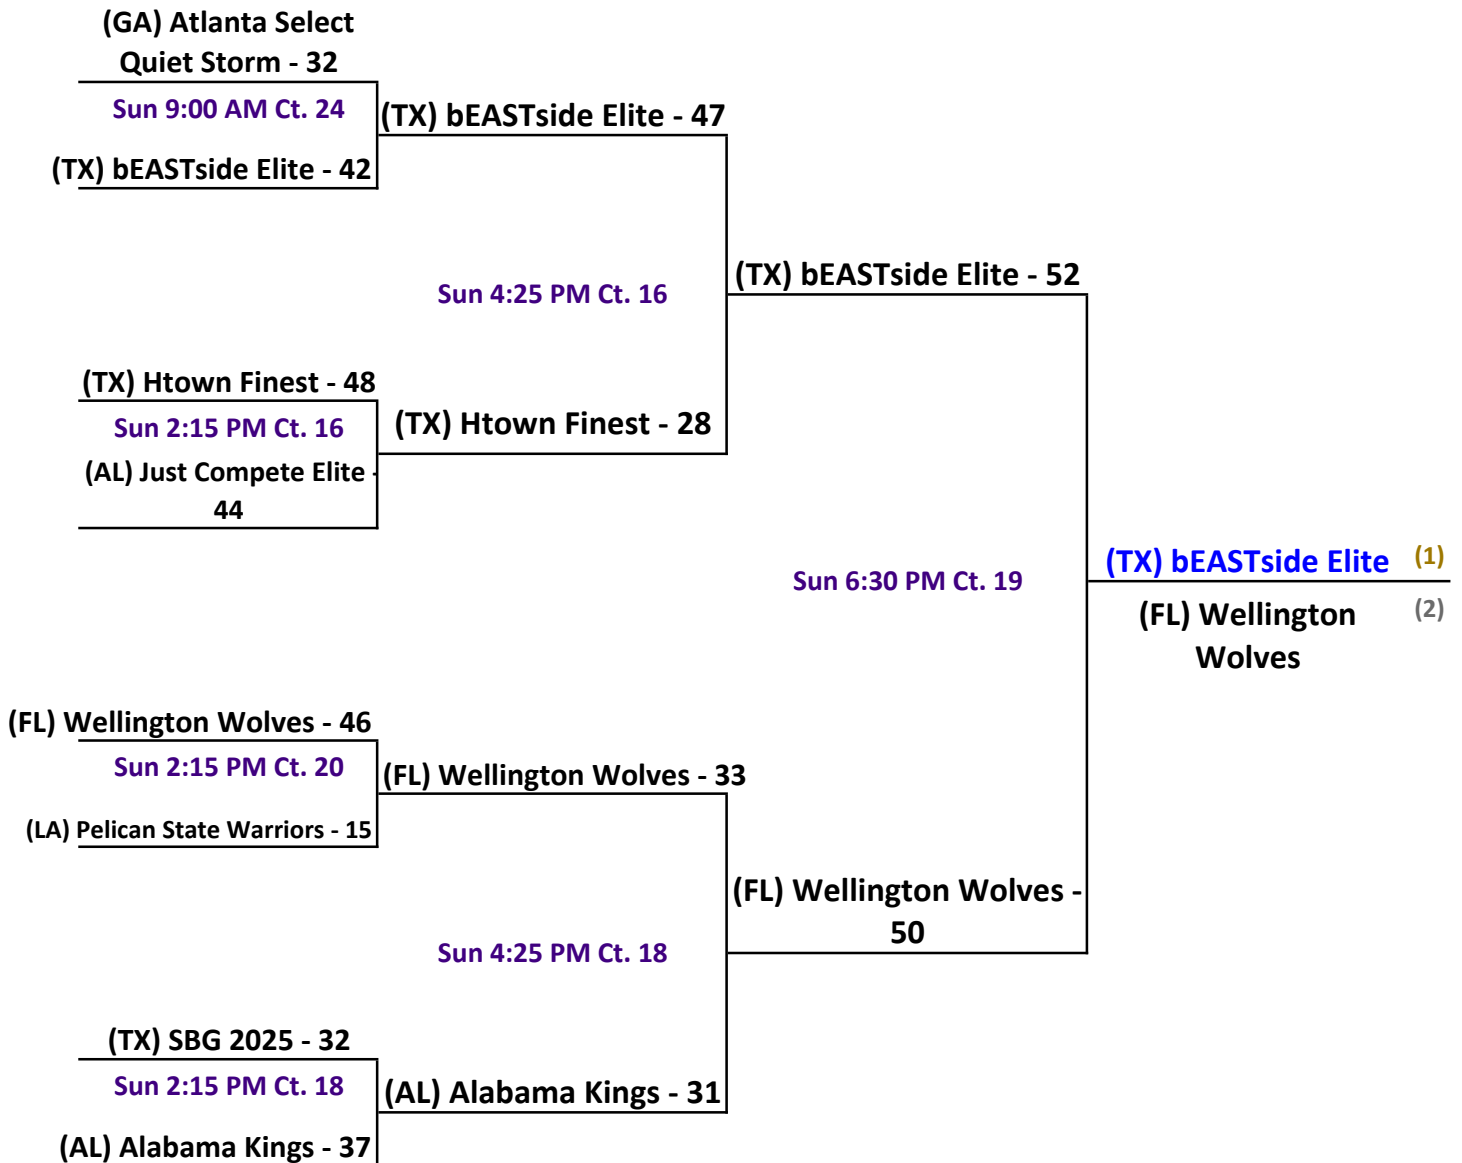 (GA) Atlanta Select
Quiet Storm - 32
Sun 9:00 AM Ct. 24
(TX) bEASTside Elite - 47
(TX) bEASTside Elite - 42
(TX) bEASTside Elite - 52
Sun 4:25 PM Ct. 16
(TX) Htown Finest - 48
Sun 2:15 PM Ct. 16
(TX) Htown Finest - 28
(AL) Just Compete Elite -
44
(TX) bEASTside Elite (1)
Sun 6:30 PM Ct. 19
(FL) Wellington (2)
Wolves
(FL) Wellington Wolves - 46
Sun 2:15 PM Ct. 20
(FL) Wellington Wolves - 33
(LA) Pelican State Warriors - 15
(FL) Wellington Wolves -
50
Sun 4:25 PM Ct. 18
(TX) SBG 2025 - 32
Sun 2:15 PM Ct. 18
(AL) Alabama Kings - 31
(AL) Alabama Kings - 37